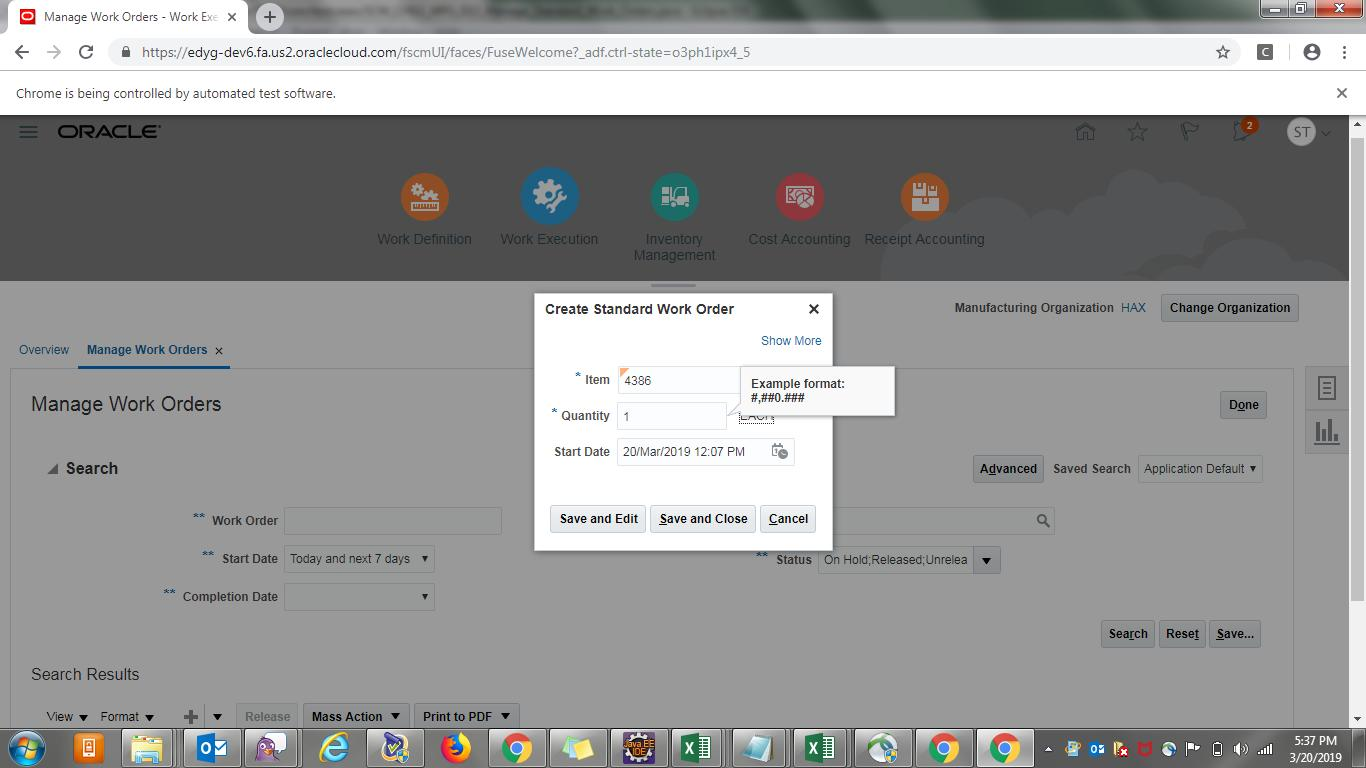 Manage Work Orders - Work Exe
https://edyg-dev6.fa.us2.oraclecloud.com/fscmUI/faces/FuseWelcome?_adf.ctrl-state=o3ph1ipx4_5
C
Chrome is being controlled by automated test software.
ORACLE
2
ST
Work Definition
Work Execution
Inventory Management
Cost Accounting
Receipt Accounting
Manufacturing Organization HAX
Change Organization
Overview
Manage Work Orders
Manage Work Orders
Done
Search
Advanced
Saved Search
Application Default
** Work Order
** Start Date
Today and next 7 days
** Status
On Hold;Released;Unrelea
** Completion Date
Search
Reset
Save...
Search Results
View
Format
Release
Mass Action
Print to PDF
Create Standard Work Order
Show More
* Item
4386
Example format:
#,##0.###
* Quantity
1
EACH
Start Date
20/Mar/2019 12:07 PM
Save and Edit
Save and Close
Cancel
Java EE
IDE
5:37 PM
3/20/2019